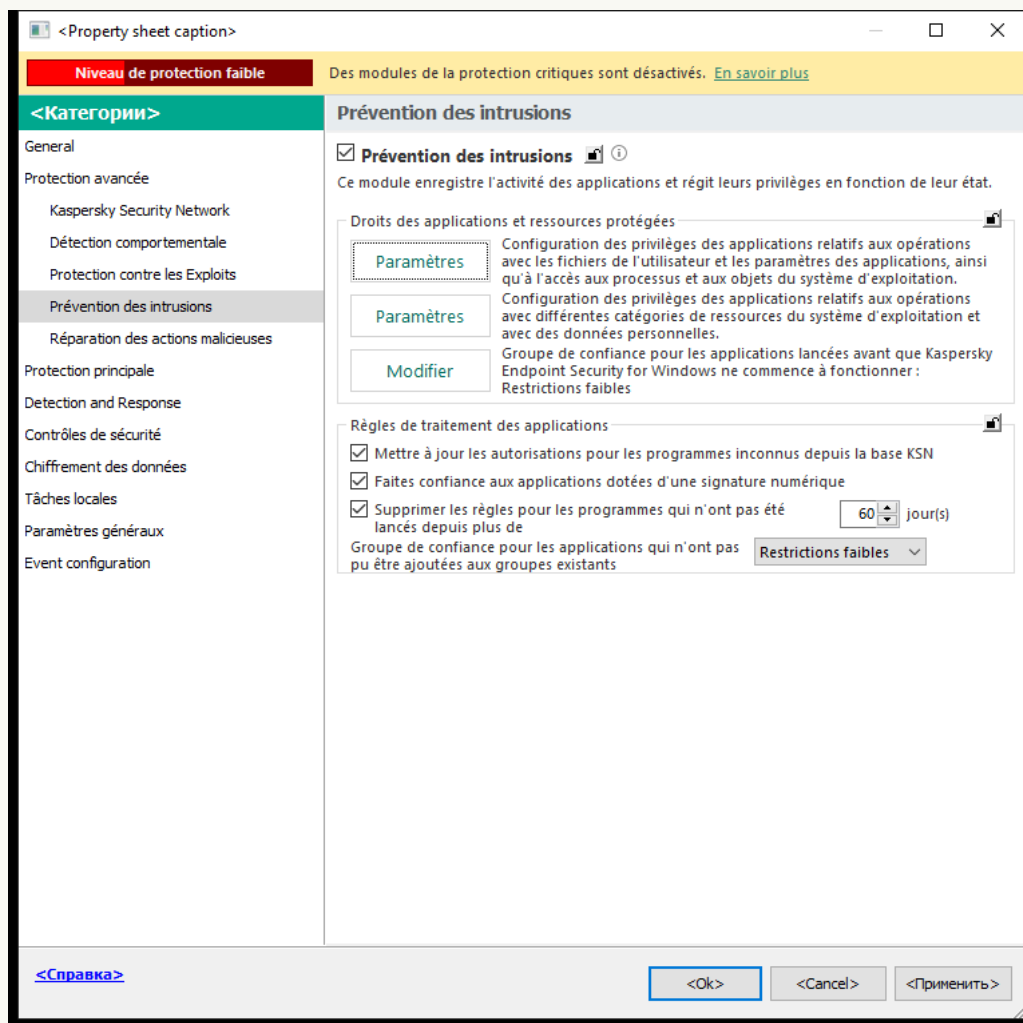 <Property sheet caption>
Niveau de protection faible
Des modules de la protection critiques sont désactivés. En savoir plus
<Категории>
General
Protection avancée
Kaspersky Security Network
Détection comportementale
Protection contre les Exploits
Prévention des intrusions
Réparation des actions malicieuses
Protection principale
Detection and Response
Contrôles de sécurité
Chiffrement des données
Tâches locales
Paramètres généraux
Event configuration
Prévention des intrusions
Prévention des intrusions
Ce module enregistre l'activité des applications et régit leurs privilèges en fonction de leur état.
Droits des applications et ressources protégées
Paramètres
Configuration des privilèges des applications relatifs aux opérations
avec les fichiers de l'utilisateur et les paramètres des applications, ainsi
qu'à l'accès aux processus et aux objets du système d'exploitation.
Paramètres
Configuration des privilèges des applications relatifs aux opérations
avec différentes catégories de ressources du système d'exploitation et
avec des données personnelles.
Modifier
Groupe de confiance pour les applications lancées avant que Kaspersky
Endpoint Security for Windows ne commence à fonctionner :
Restrictions faibles
Règles de traitement des applications
Mettre à jour les autorisations pour les programmes inconnus depuis la base KSN
Faites confiance aux applications dotées d'une signature numérique
Supprimer les règles pour les programmes qui n'ont pas été
lancés depuis plus de
60 jour(s)
Groupe de confiance pour les applications qui n'ont pas
pu être ajoutées aux groupes existants
Restrictions faibles
<Справка>
<Ok>
<Cancel>
<Применить>